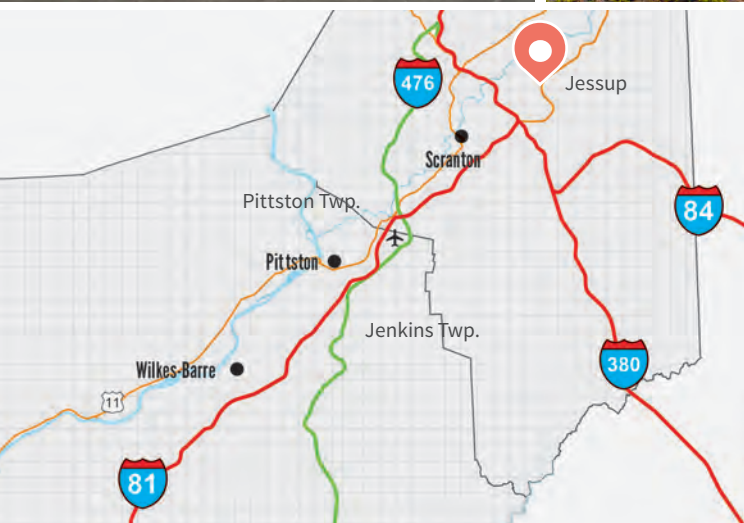 476
Jessup
Scranton
Pittston Twp.
84
Pittston
Jenkins Twp.
Wilkes-Barre
380
11
81